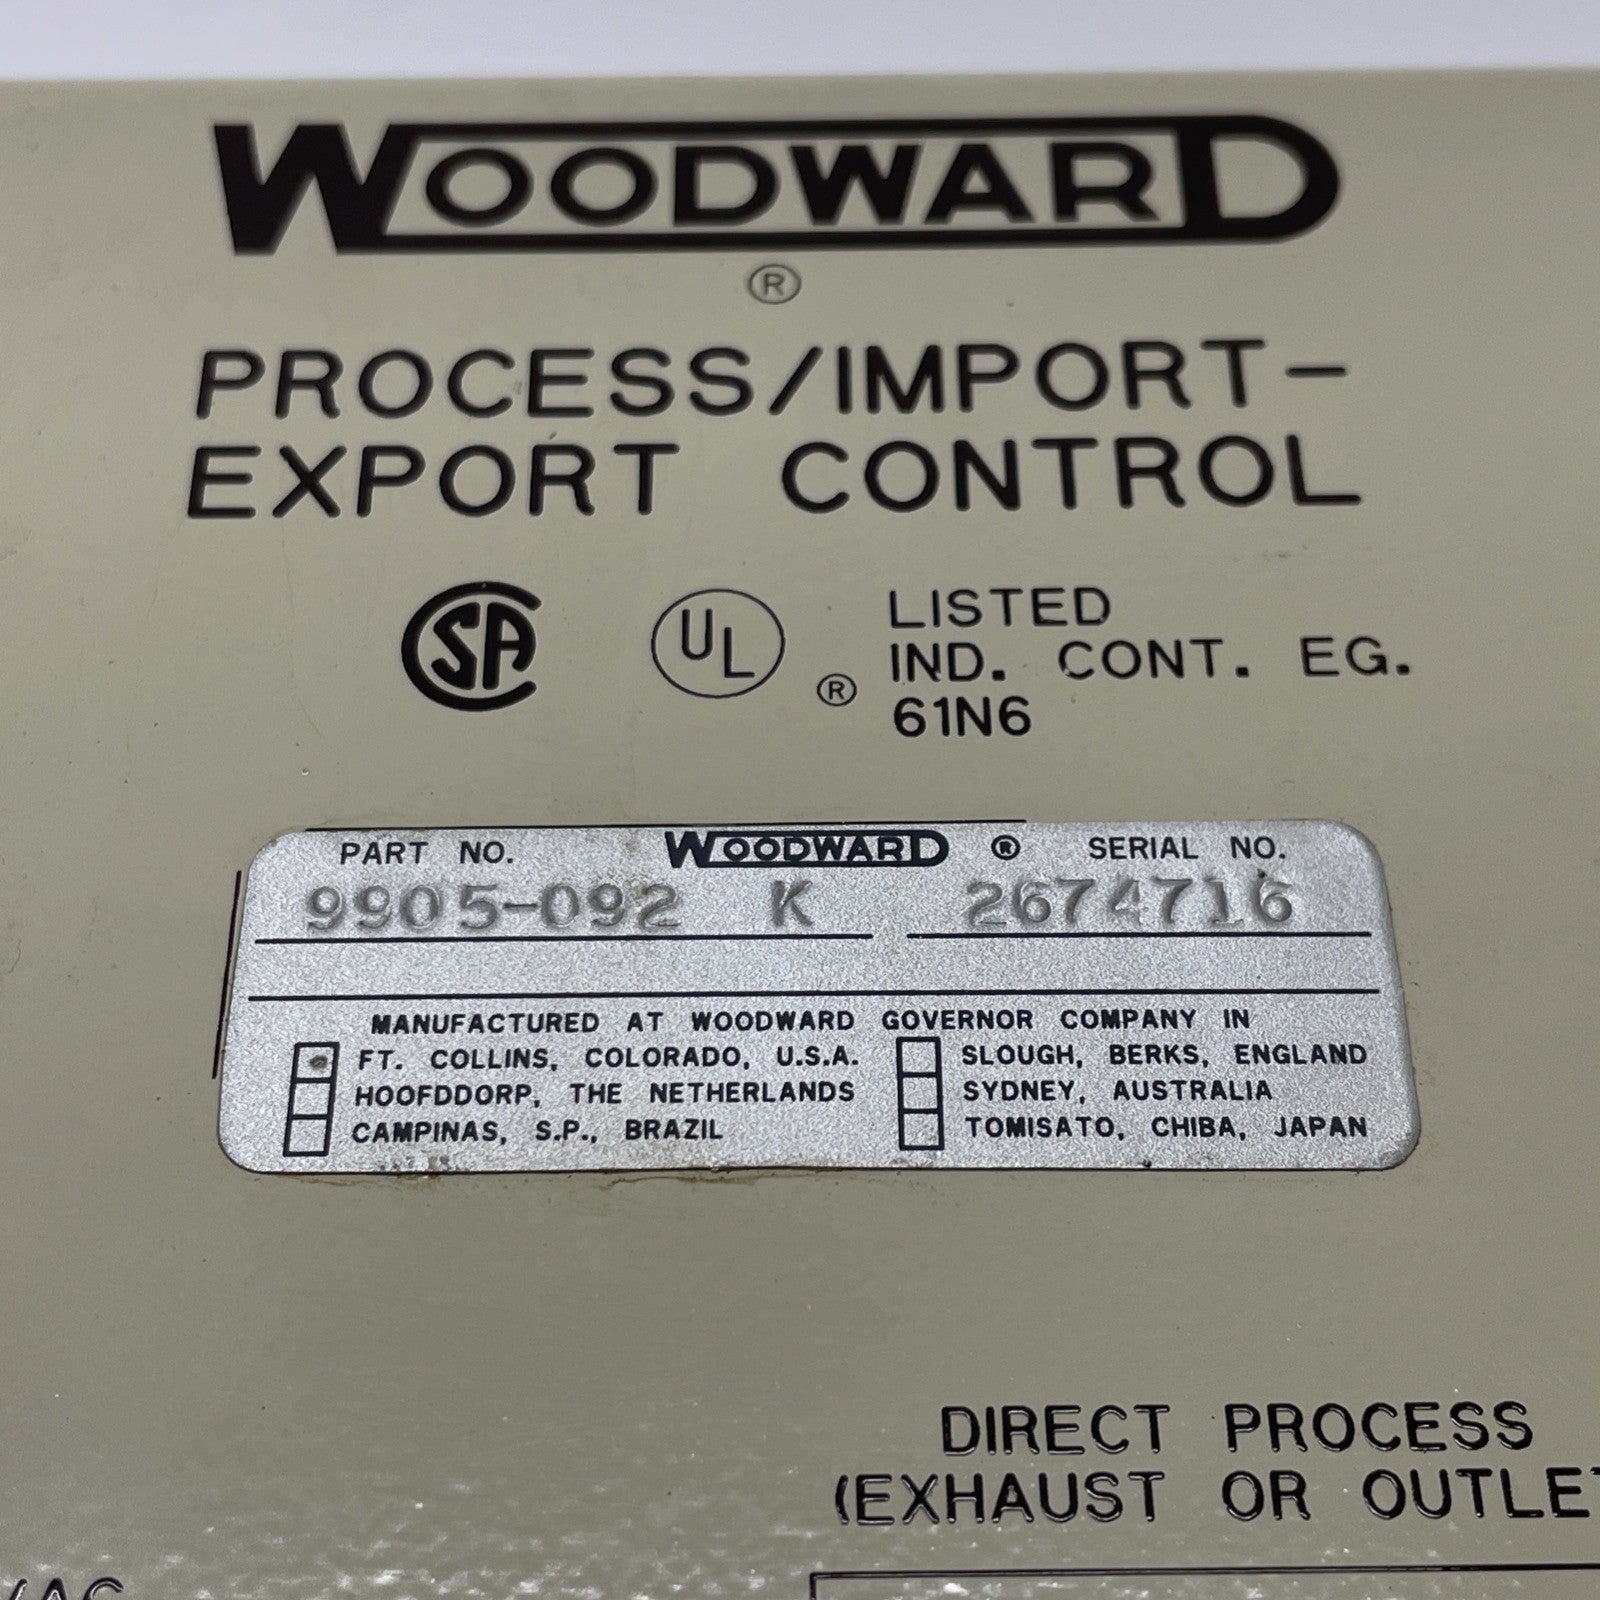 WOODWARD
®
PROCESS/IMPORT-
EXPORT CONTROL
SA UL ® LISTED
IND. CONT. EG.
61N6
PART NO. WOODWARD ® SERIAL NO.
9905-092 K 2674716
MANUFACTURED AT WOODWARD GOVERNOR COMPANY IN
FT. COLLINS, COLORADO, U.S.A. SLOUGH, BERKS, ENGLAND
HOOFDDORP, THE NETHERLANDS SYDNEY, AUSTRALIA
CAMPINAS, S.P., BRAZIL TOMISATO, CHIBA, JAPAN
DIRECT PROCESS
(EXHAUST OR OUTLET